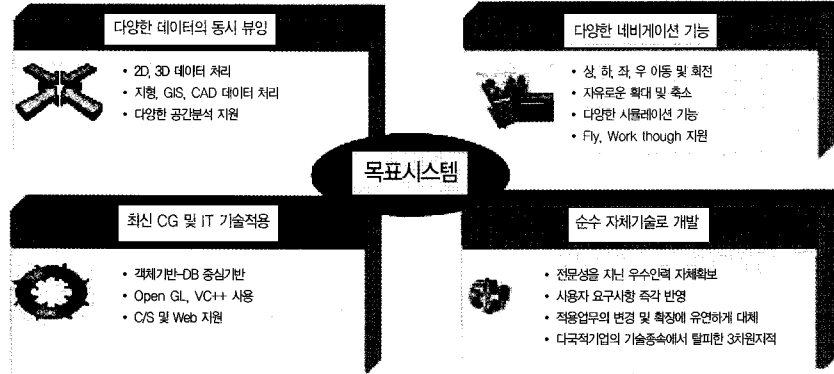 다양한 데이터의 동시 뷰잉
• 2D, 3D 데이터 처리
• 지형, GIS, CAD 데이터 처리
• 다양한 공간분석 지원
다양한 네비게이션 기능
• 상, 하, 좌, 우 이동 및 회전
• 자유로운 확대 및 축소
• 다양한 시뮬레이션 기능
• Fly, Work though 지원
목표시스템
최신 CG 및 IT 기술적용
• 객체기반-DB 중심기반
• Open GL, VC++ 사용
• C/S 및 Web 지원
순수 자체기술로 개발
• 전문성을 지닌 우수인력 자체확보
• 사용자 요구사항 즉각 반영
• 적용업무의 변경 및 확장에 유연하게 대체
• 다국적기업의 기술종속에서 탈피한 3차원지적